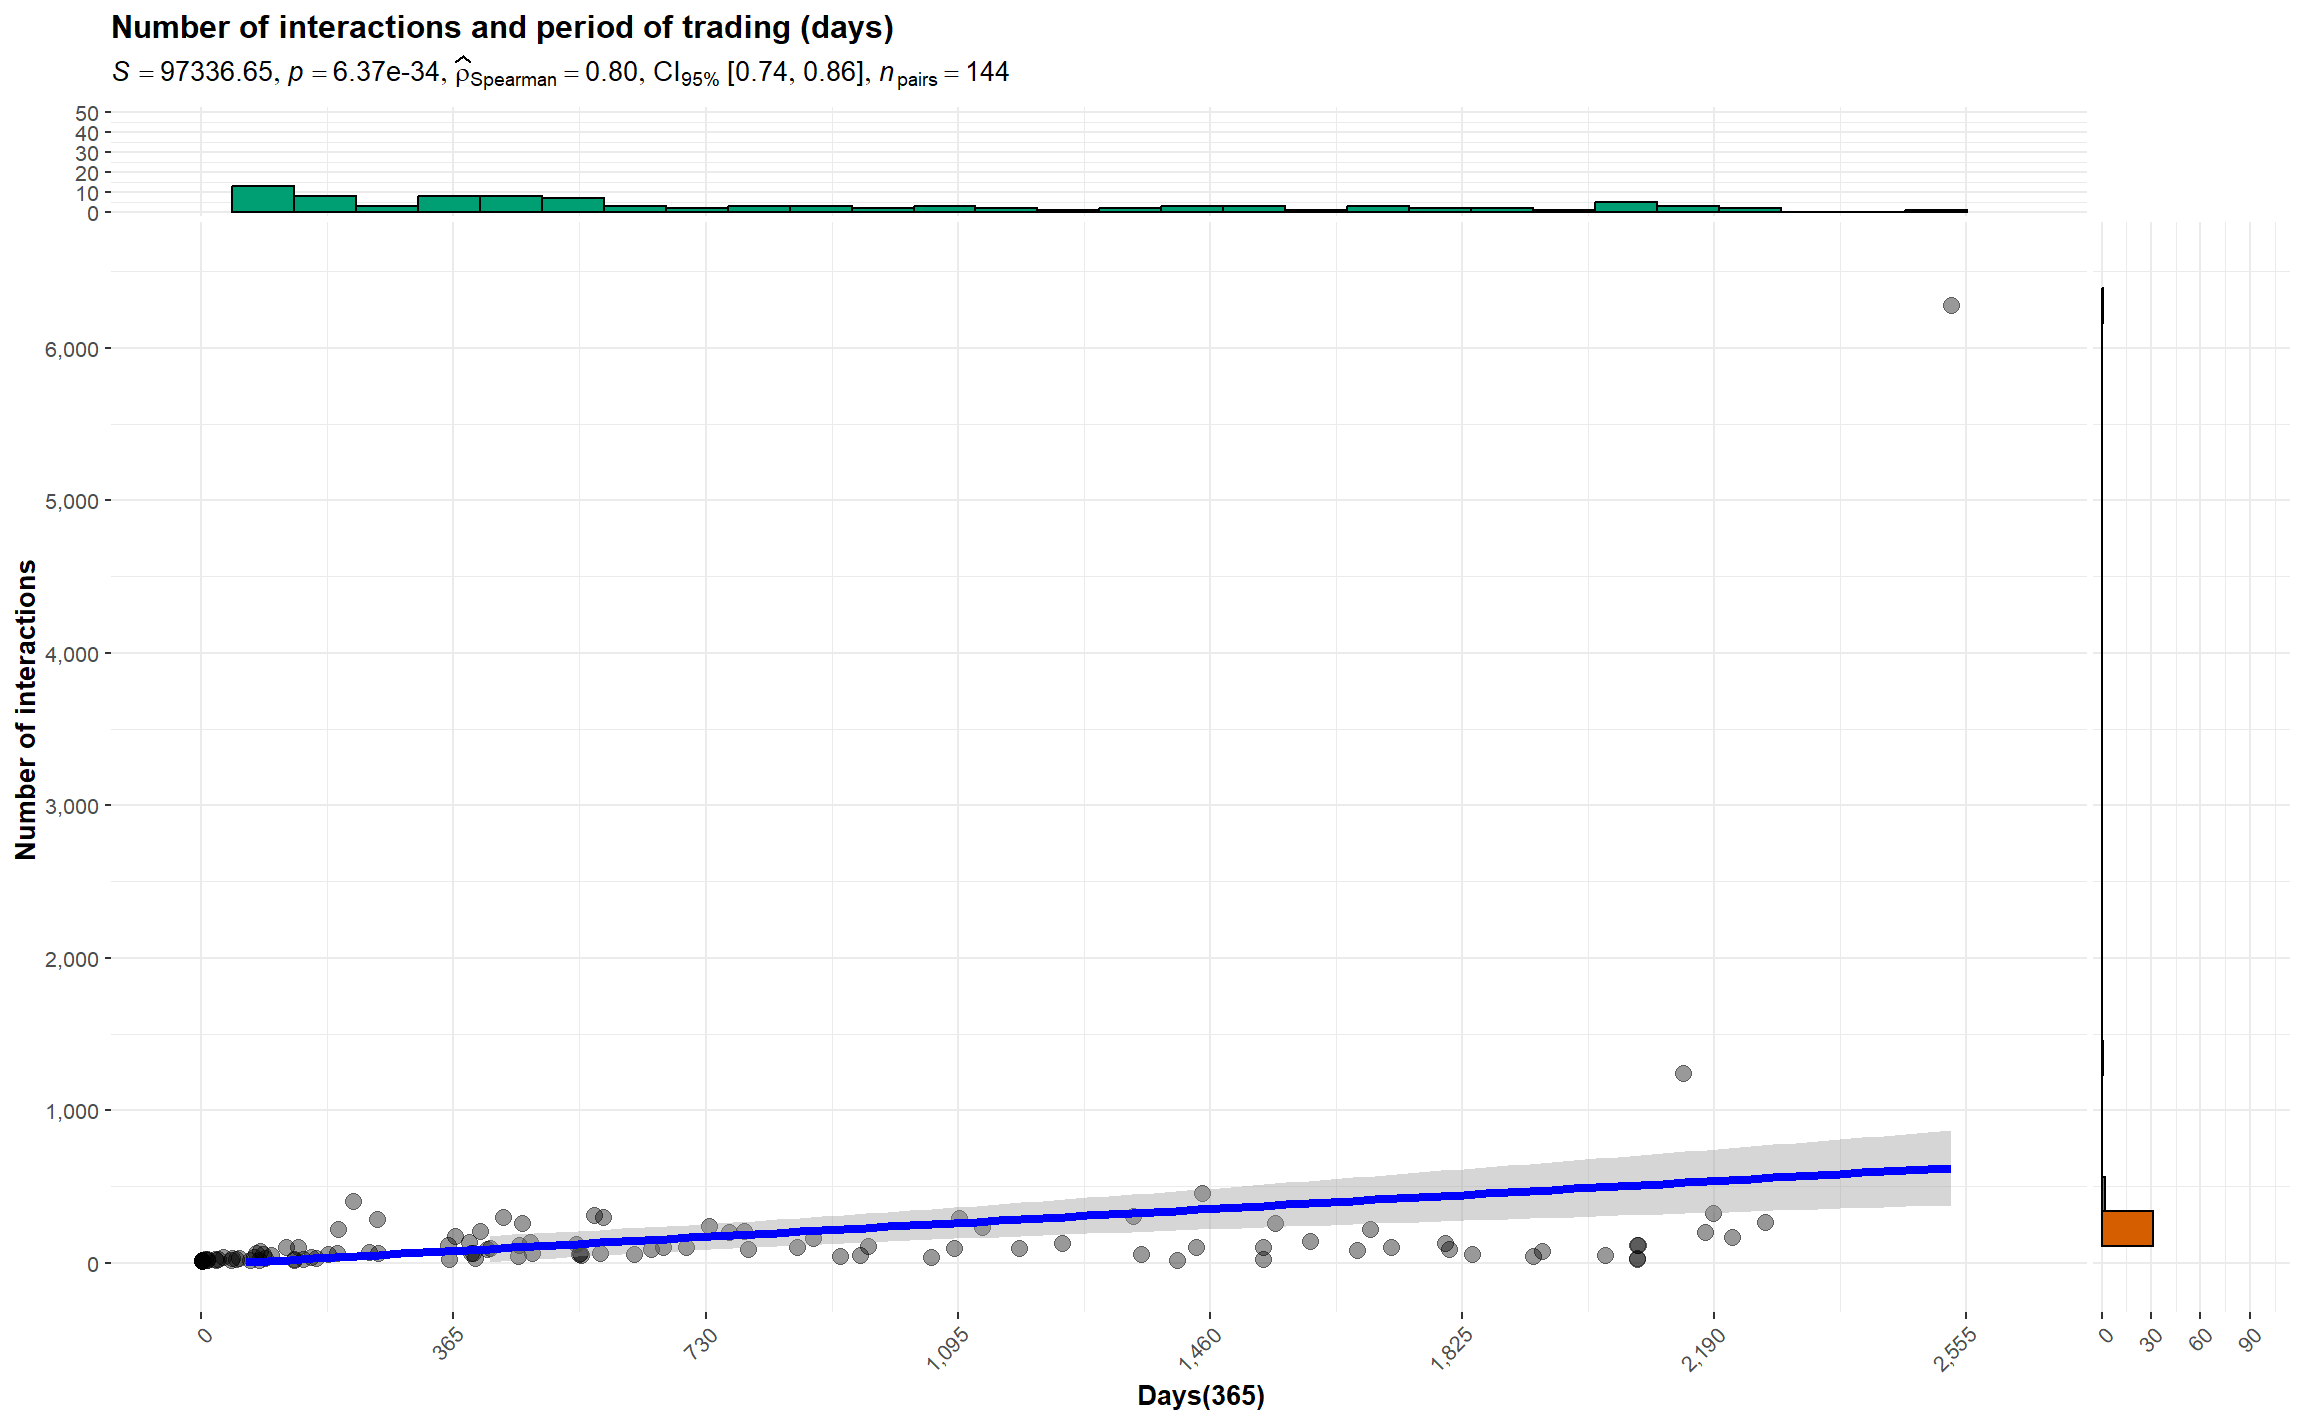 Number of interactions and period of trading (days)
S = 97336.65, p = 6.37e-34, ρ̂Spearman = 0.80, CI95% [0.74, 0.86], npairs = 144
50
40
30
20
10
0
6,000
5,000
4,000
3,000
2,000
1,000
0
Number of interactions
0 365 730 1,095 1,460 1,825 2,190 2,555
0 30 60 90
Days(365)